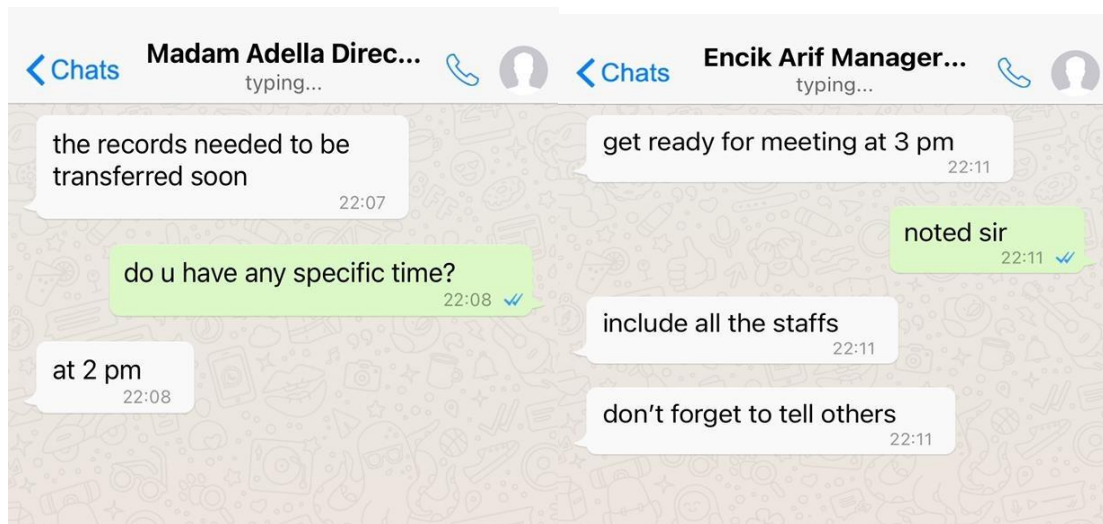 Chats
Madam Adella Direc...
typing...
the records needed to be
transferred soon
22:07
do u have any specific time?
22:08
at 2 pm
22:08
Chats
Encik Arif Manager...
typing...
get ready for meeting at 3 pm
22:11
noted sir
22:11
include all the staffs
22:11
don't forget to tell others
22:11